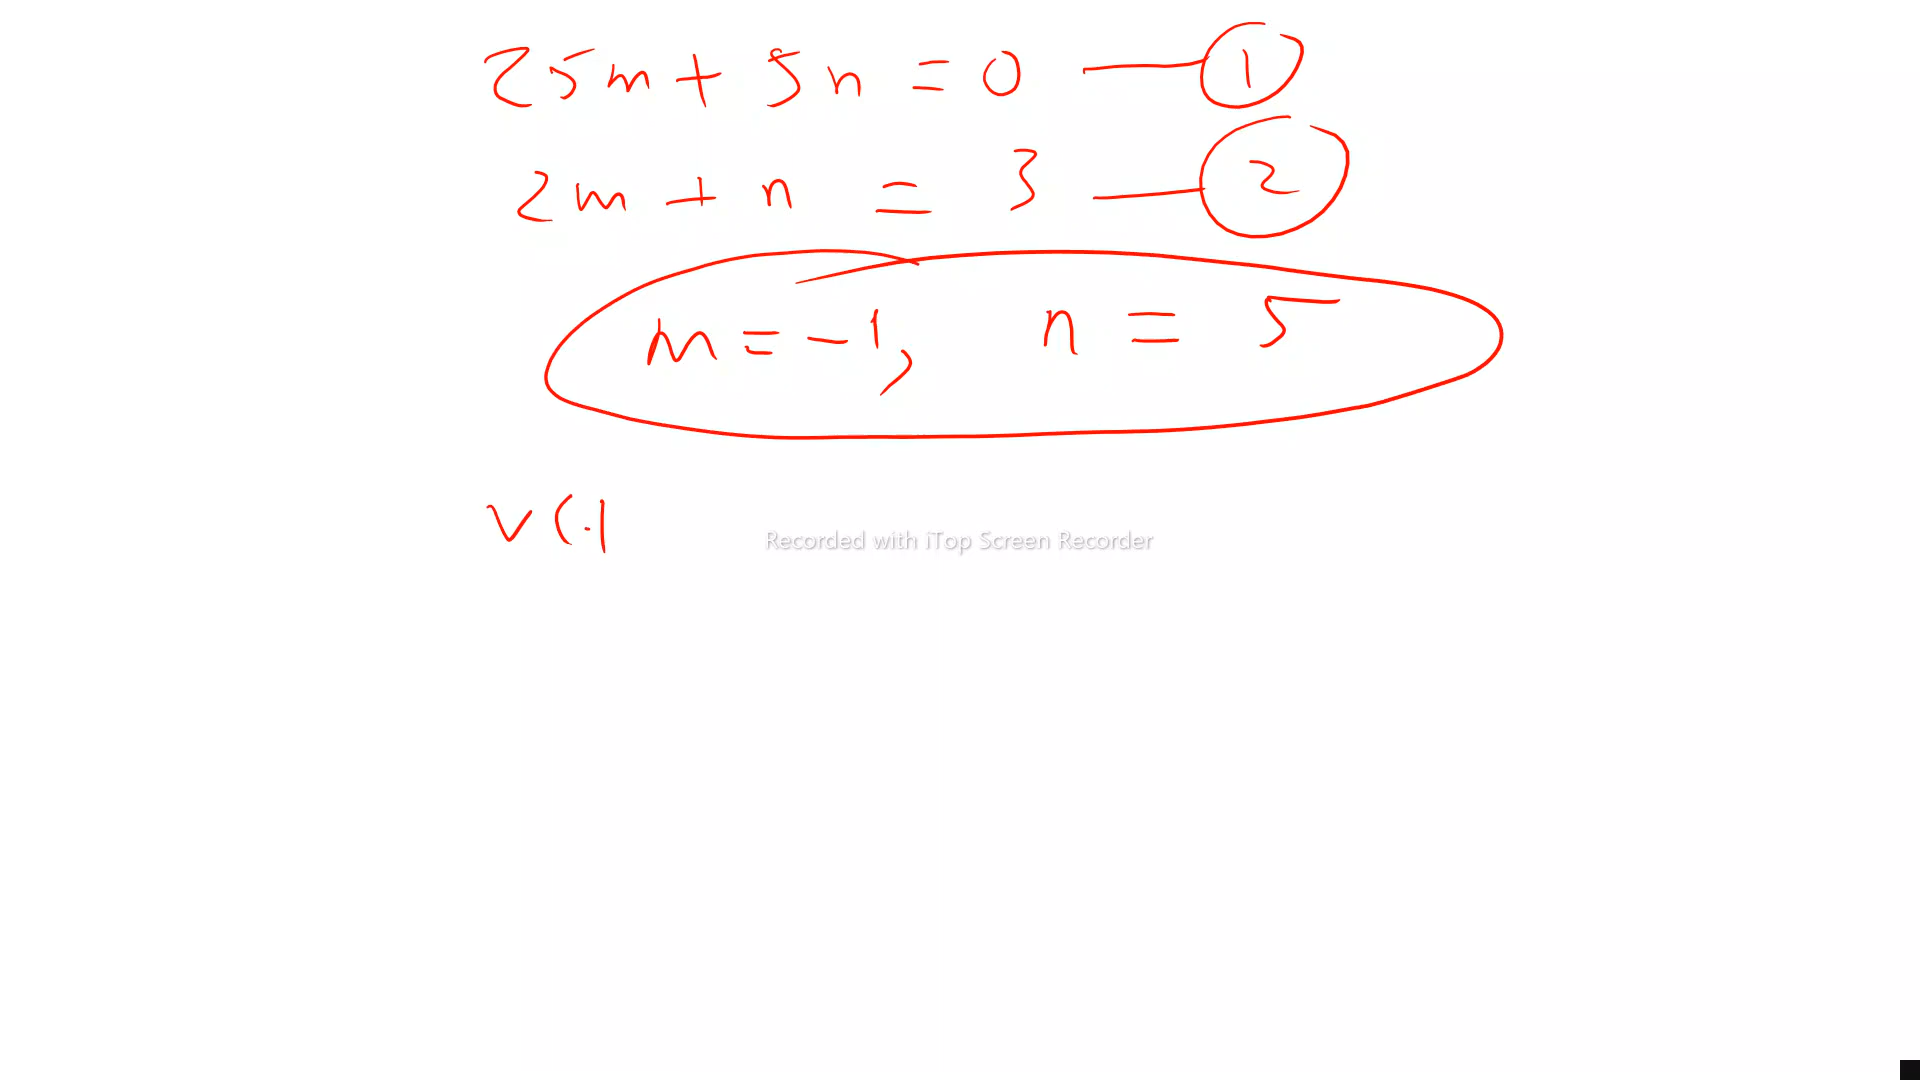 25m + 5n = 0 — 1
2m + n = 3 — 2
m = -1, n = 5
v(-1
Recorded with iTop Screen Recorder